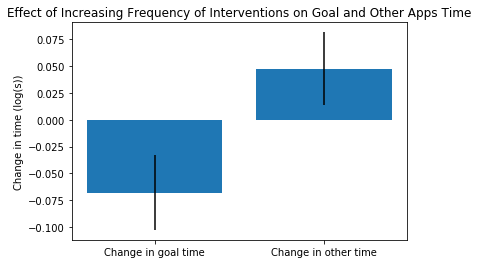 Effect of Increasing Frequency of Interventions on Goal and Other Apps Time
Change in time (log(s))
0.075
0.050
0.025
0.000
−0.025
−0.050
−0.075
−0.100
Change in goal time
Change in other time